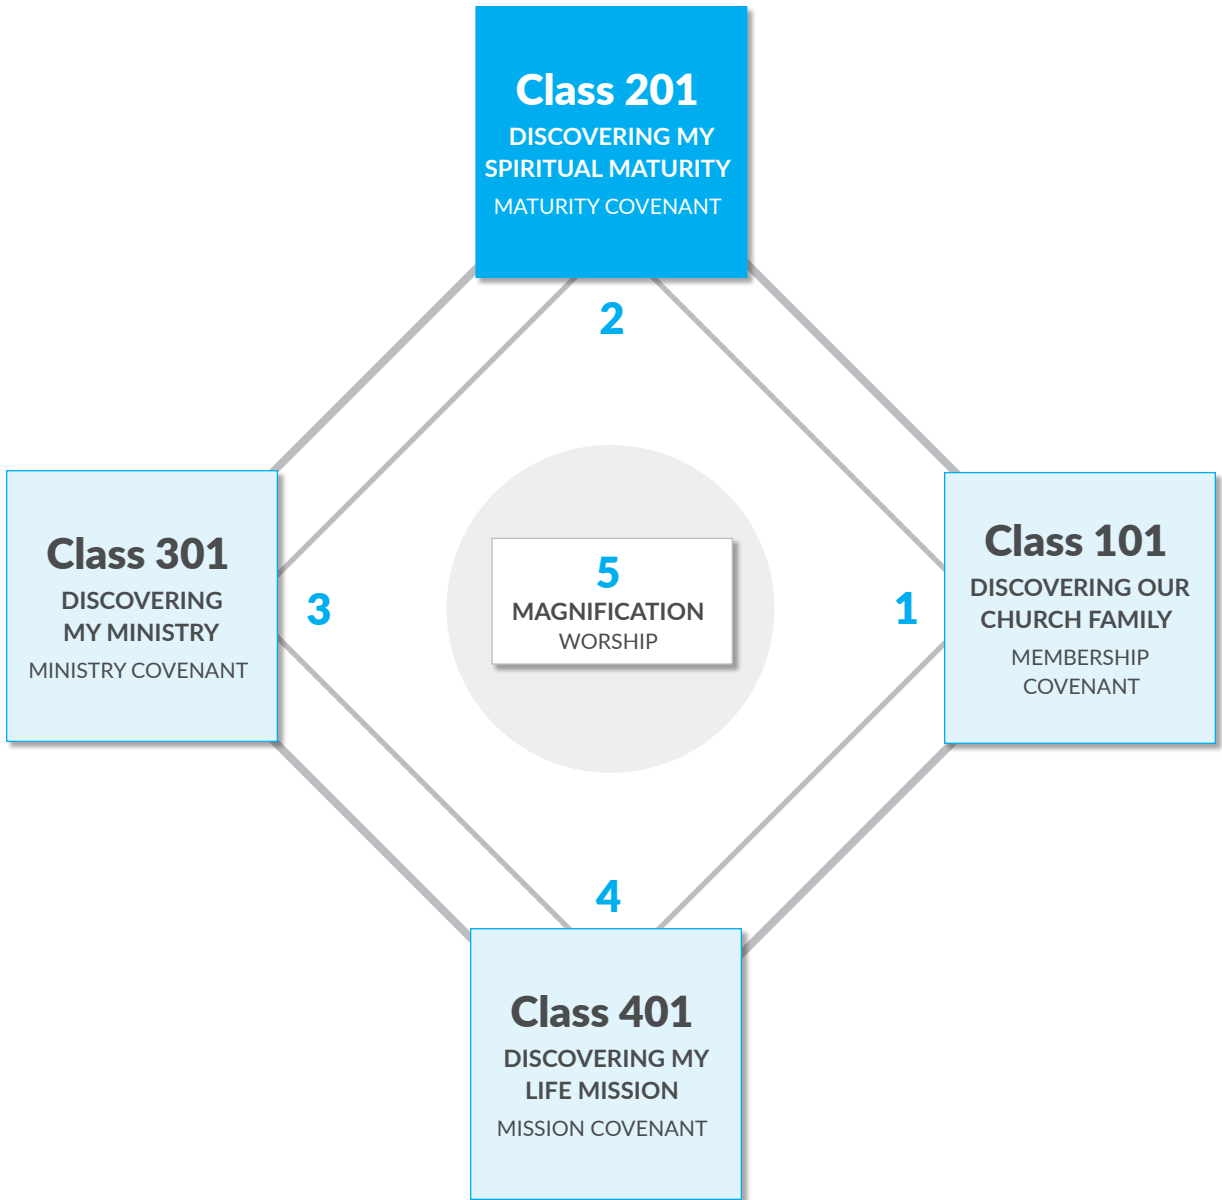 Class 201
DISCOVERING MY
SPIRITUAL MATURITY
MATURITY COVENANT
2
Class 301
DISCOVERING
MY MINISTRY
MINISTRY COVENANT
3
5
MAGNIFICATION
WORSHIP
1
Class 101
DISCOVERING OUR
CHURCH FAMILY
MEMBERSHIP
COVENANT
4
Class 401
DISCOVERING MY
LIFE MISSION
MISSION COVENANT